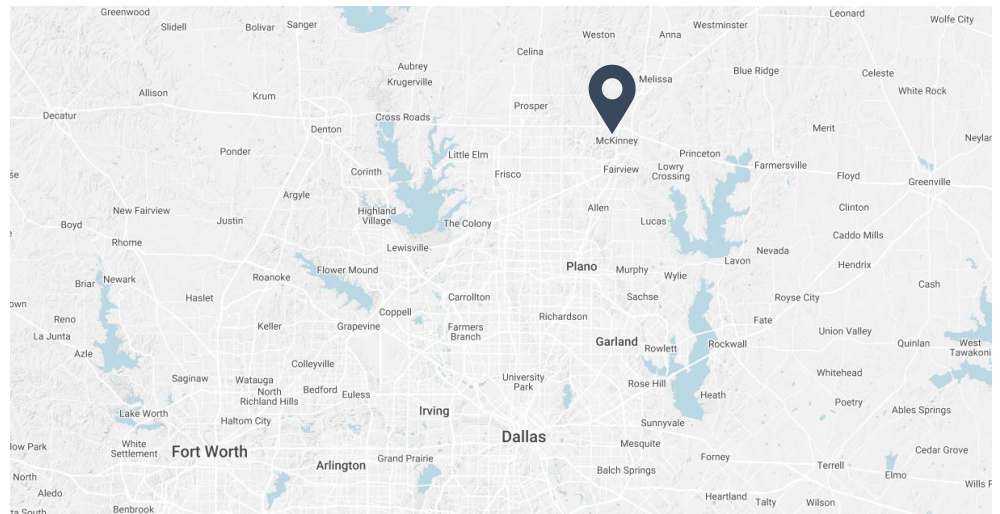 Greenwood
Leonard
Wolfe City
Slidell
Bolivar
Sanger
Westminster
Weston
Anna
Celina
Aubrey
Blue Ridge
Celeste
Krugerville
Melissa
White Rock
Allison
Krum
Prosper
Decatur
Cross Roads
Denton
Merit
McKinney
Neylan
Ponder
Little Elm
Princeton
Corinth
Frisco
Fairview
Lowry
Crossing
Farmersville
Floyd
Greenville
Argyle
New Fairview
Highland
Village
Allen
Clinton
Boyd
Justin
The Colony
Lucas
Caddo Mills
Rhome
Lewisville
Nevada
Lavon
Hendrix
Flower Mound
Plano
Murphy
Wylie
Briar
Newark
Roanoke
Cash
Haslet
Carrollton
Sachse
Royse City
Reno
Coppell
Richardson
Fate
La Junta
Keller
Grapevine
Farmers
Branch
Union Valley
Garland
Rowlett
Rockwall
Quinlan
West
Tawakoni
Azle
Colleyville
Saginaw
Watauga
University
Park
Rose Hill
Whitehead
North
Richland Hills
Bedford
Euless
Heath
Poetry
Lake Worth
Haltom City
Irving
Ables Springs
Sunnyvale
Dallas
Mesquite
low Park
White
Settlement
Fort Worth
Cedar Grove
Grand Prairie
Arlington
Forney
Terrell
Balch Springs
North
Elmo
Wills P
Aledo
Heartland
Talty
Wilson
ta South
Benbrook